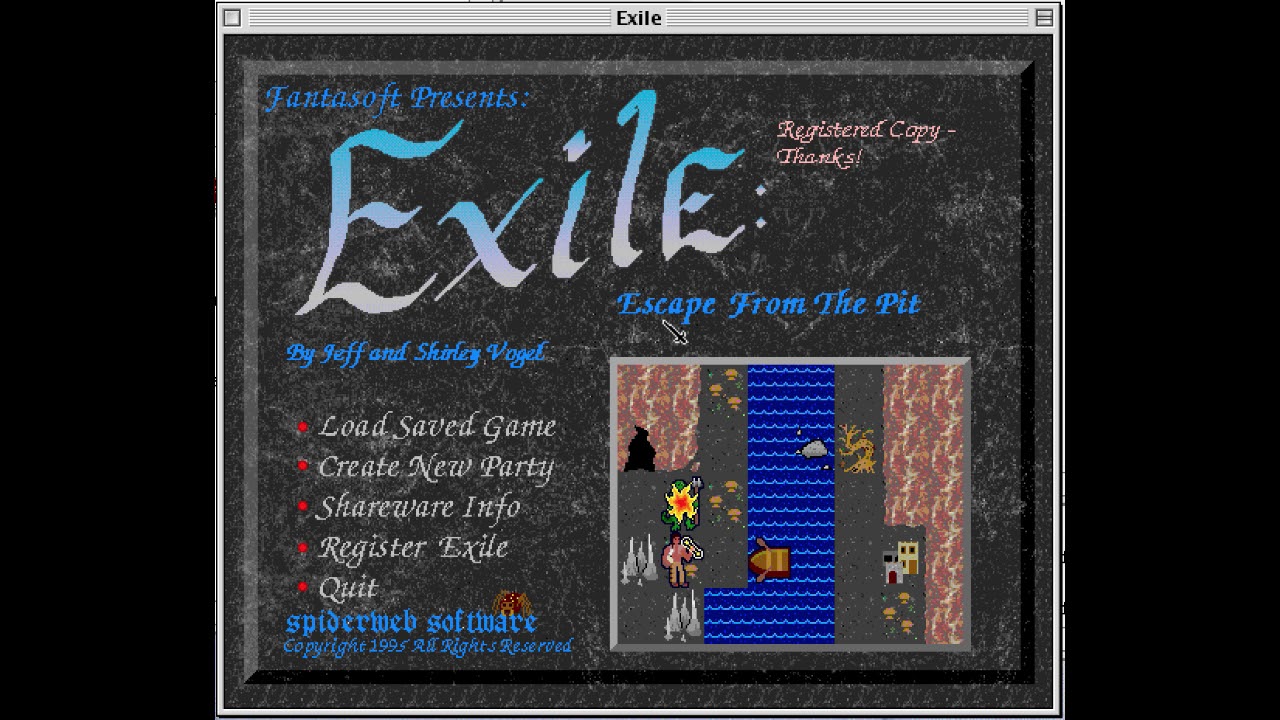 Exile
Fantasoft Presents:
Exile:
Registered Copy -
Thanks!
Escape From The Pit
By Jeff and Shirley Vogel
Load Saved Game
Create New Party
Shareware Info
Register Exile
Quit
spiderweb software
Copyright 1995 All Rights Reserved